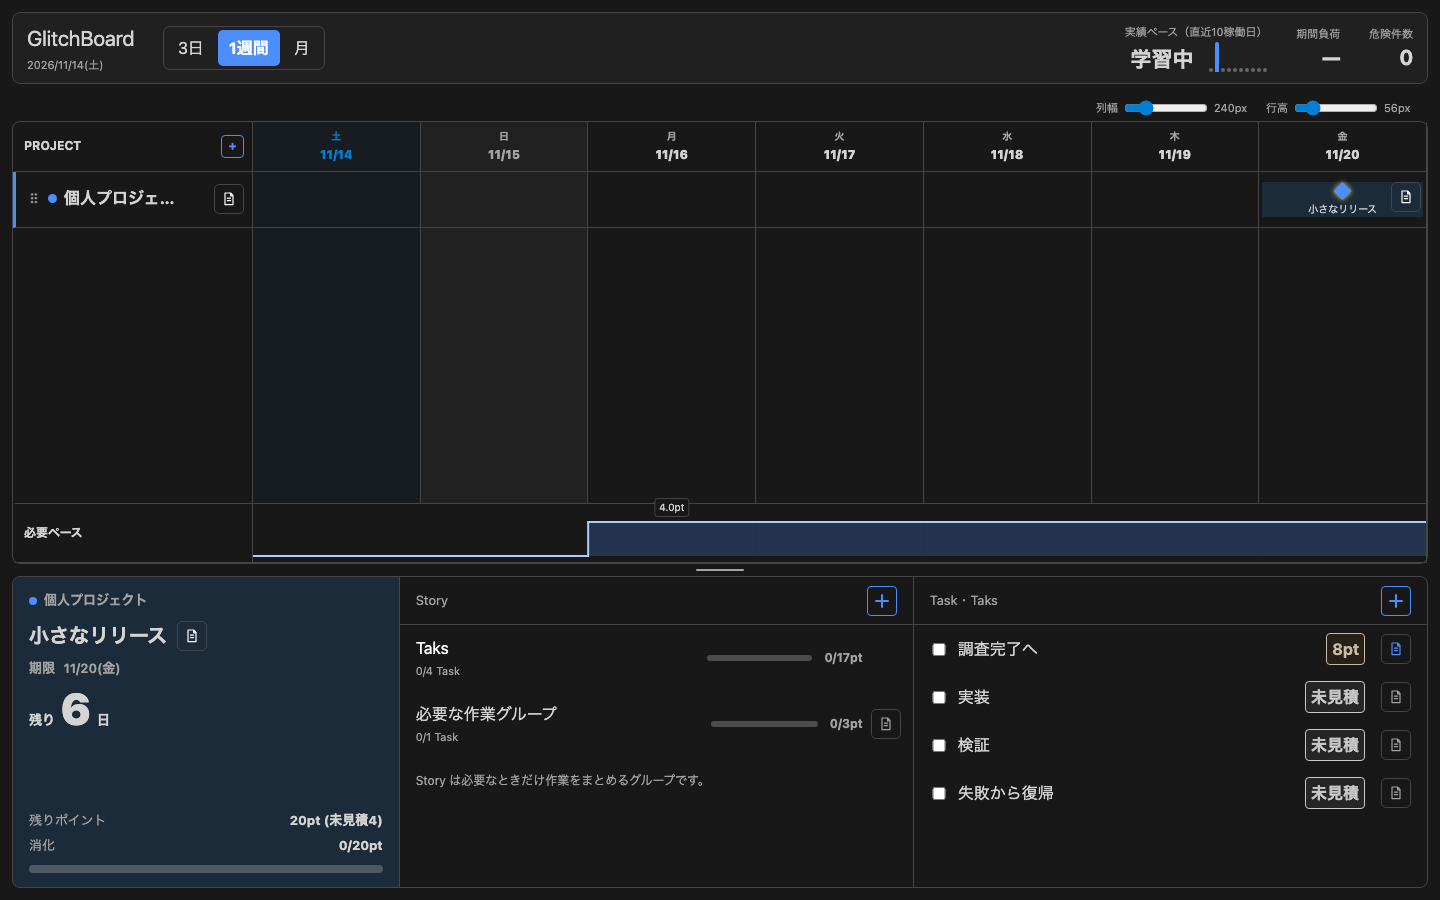 GlitchBoard
2026/11/14(土)
3日 1週間 月
実績ペース（直近10稼働日）
学習中
期間負荷
—
危険件数
0
列幅 240px 行高 56px
PROJECT +
土 11/14
日 11/15
月 11/16
火 11/17
水 11/18
木 11/19
金 11/20
個人プロジェ...
小さなリリース
必要ペース
4.0pt
個人プロジェクト
小さなリリース
期限 11/20(金)
残り 6 日
残りポイント 20pt (未見積4)
消化 0/20pt
Story +
Taks 0/17pt
0/4 Task
必要な作業グループ 0/3pt
0/1 Task
Story は必要なときだけ作業をまとめるグループです。
Task・Taks +
調査完了へ 8pt
実装 未見積
検証 未見積
失敗から復帰 未見積